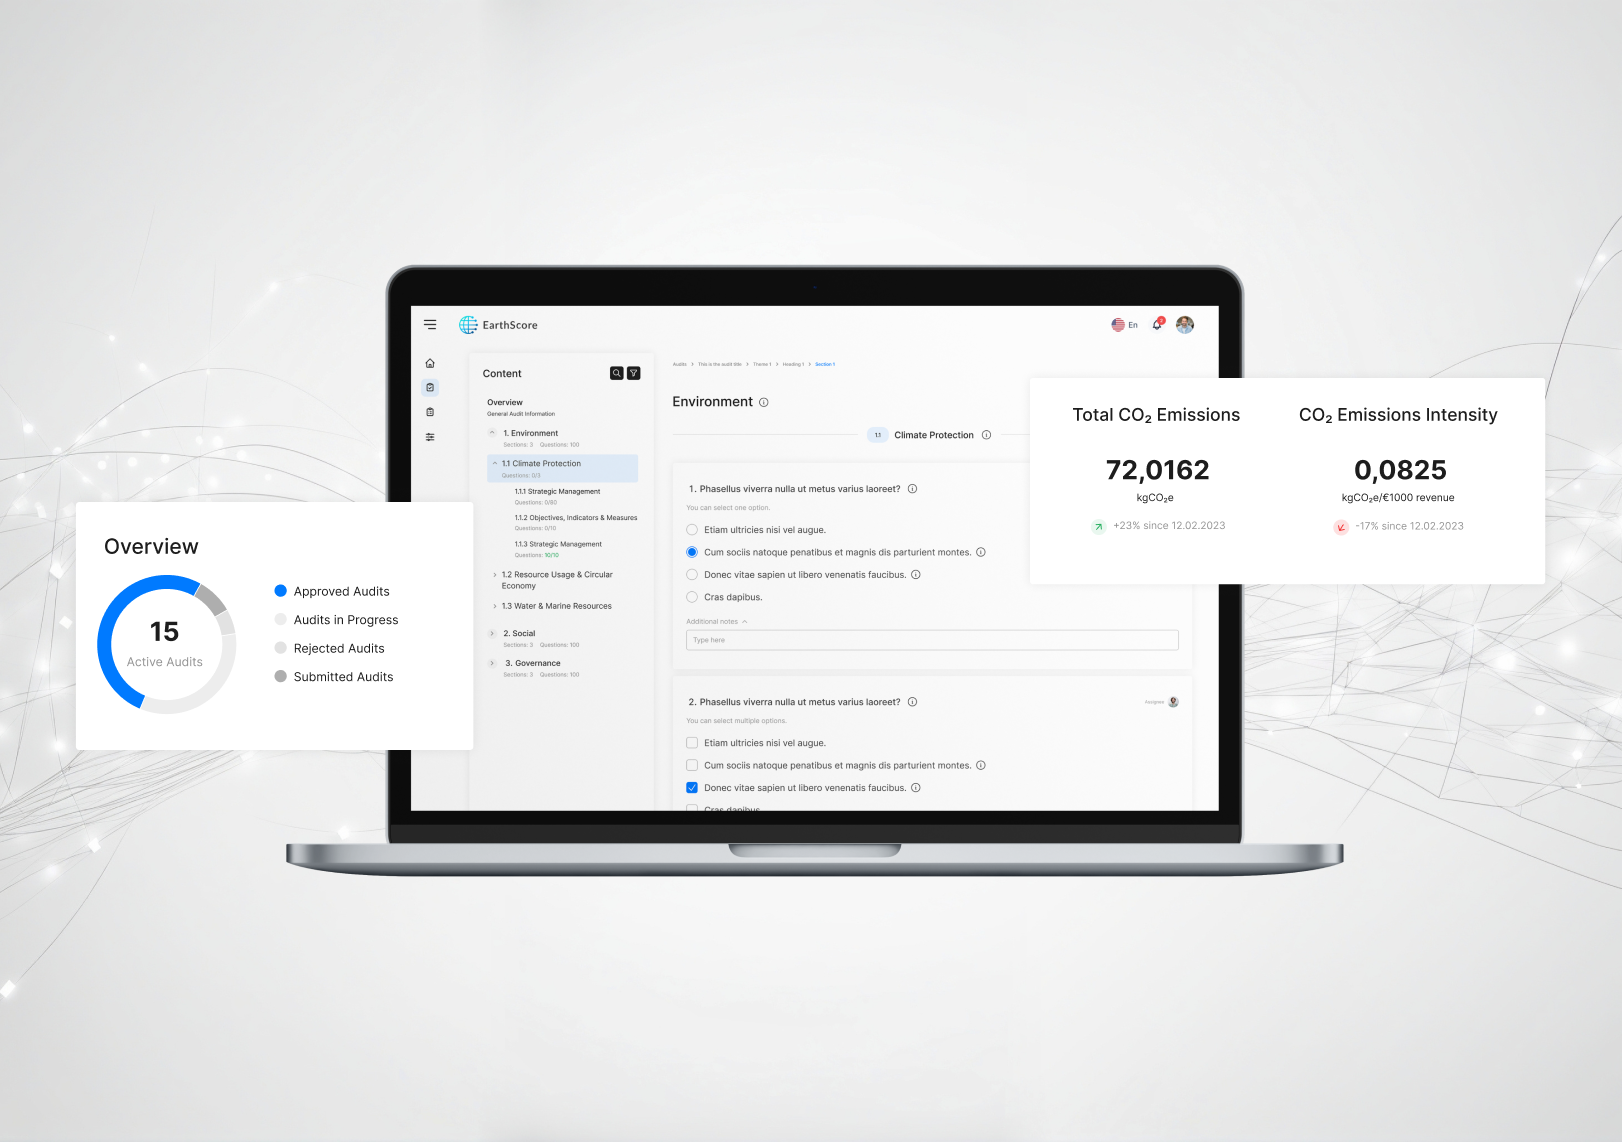 EarthScore
En
2
Content
Overview
General Audit Information
1. Environment
Sections: 3 Questions: 100
1.1 Climate Protection
Questions: 0/3
1.1.1 Strategic Management
Questions: 0/80
1.1.2 Objectives, Indicators & Measures
Questions: 0/10
1.1.3 Strategic Management
Questions: 10/10
1.2 Resource Usage & Circular
Economy
1.3 Water & Marine Resources
2. Social
Sections: 3 Questions: 100
3. Governance
Sections: 3 Questions: 100
Audits > This is the audit title > Theme 1 > Heading 1 > Section 1
Environment
1.1 Climate Protection
1. Phasellus viverra nulla ut metus varius laoreet?
You can select one option.
Etiam ultricies nisi vel augue.
Cum sociis natoque penatibus et magnis dis parturient montes.
Donec vitae sapien ut libero venenatis faucibus.
Cras dapibus.
Additional notes
Type here
2. Phasellus viverra nulla ut metus varius laoreet?
Assignee
You can select multiple options.
Etiam ultricies nisi vel augue.
Cum sociis natoque penatibus et magnis dis parturient montes.
Donec vitae sapien ut libero venenatis faucibus.
Cras dapibus.
Total CO₂ Emissions
72,0162
kgCO₂e
+23% since 12.02.2023
CO₂ Emissions Intensity
0,0825
kgCO₂e/€1000 revenue
-17% since 12.02.2023
Overview
15
Active Audits
Approved Audits
Audits in Progress
Rejected Audits
Submitted Audits